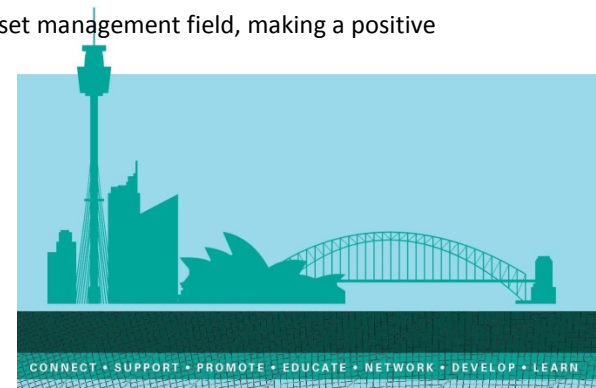 set management field, making a positive
CONNECT • SUPPORT • PROMOTE • EDUCATE • NETWORK • DEVELOP • LEARN